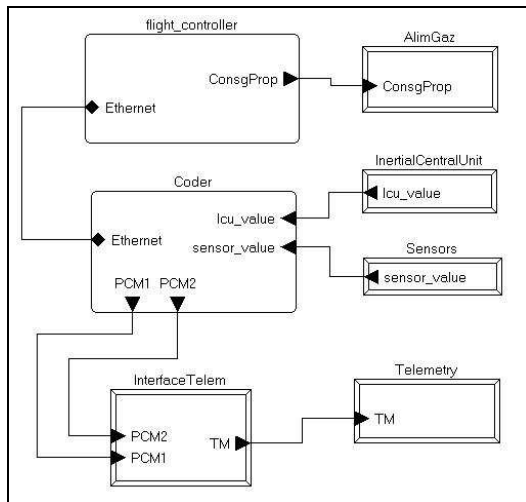 flight_controller
AlimGaz
ConsgProp
ConsgProp
Ethernet
InertialCentralUnit
Coder
Icu_value
Icu_value
Ethernet
sensor_value
Sensors
sensor_value
PCM1 PCM2
InterfaceTelem
Telemetry
PCM2
TM
TM
PCM1